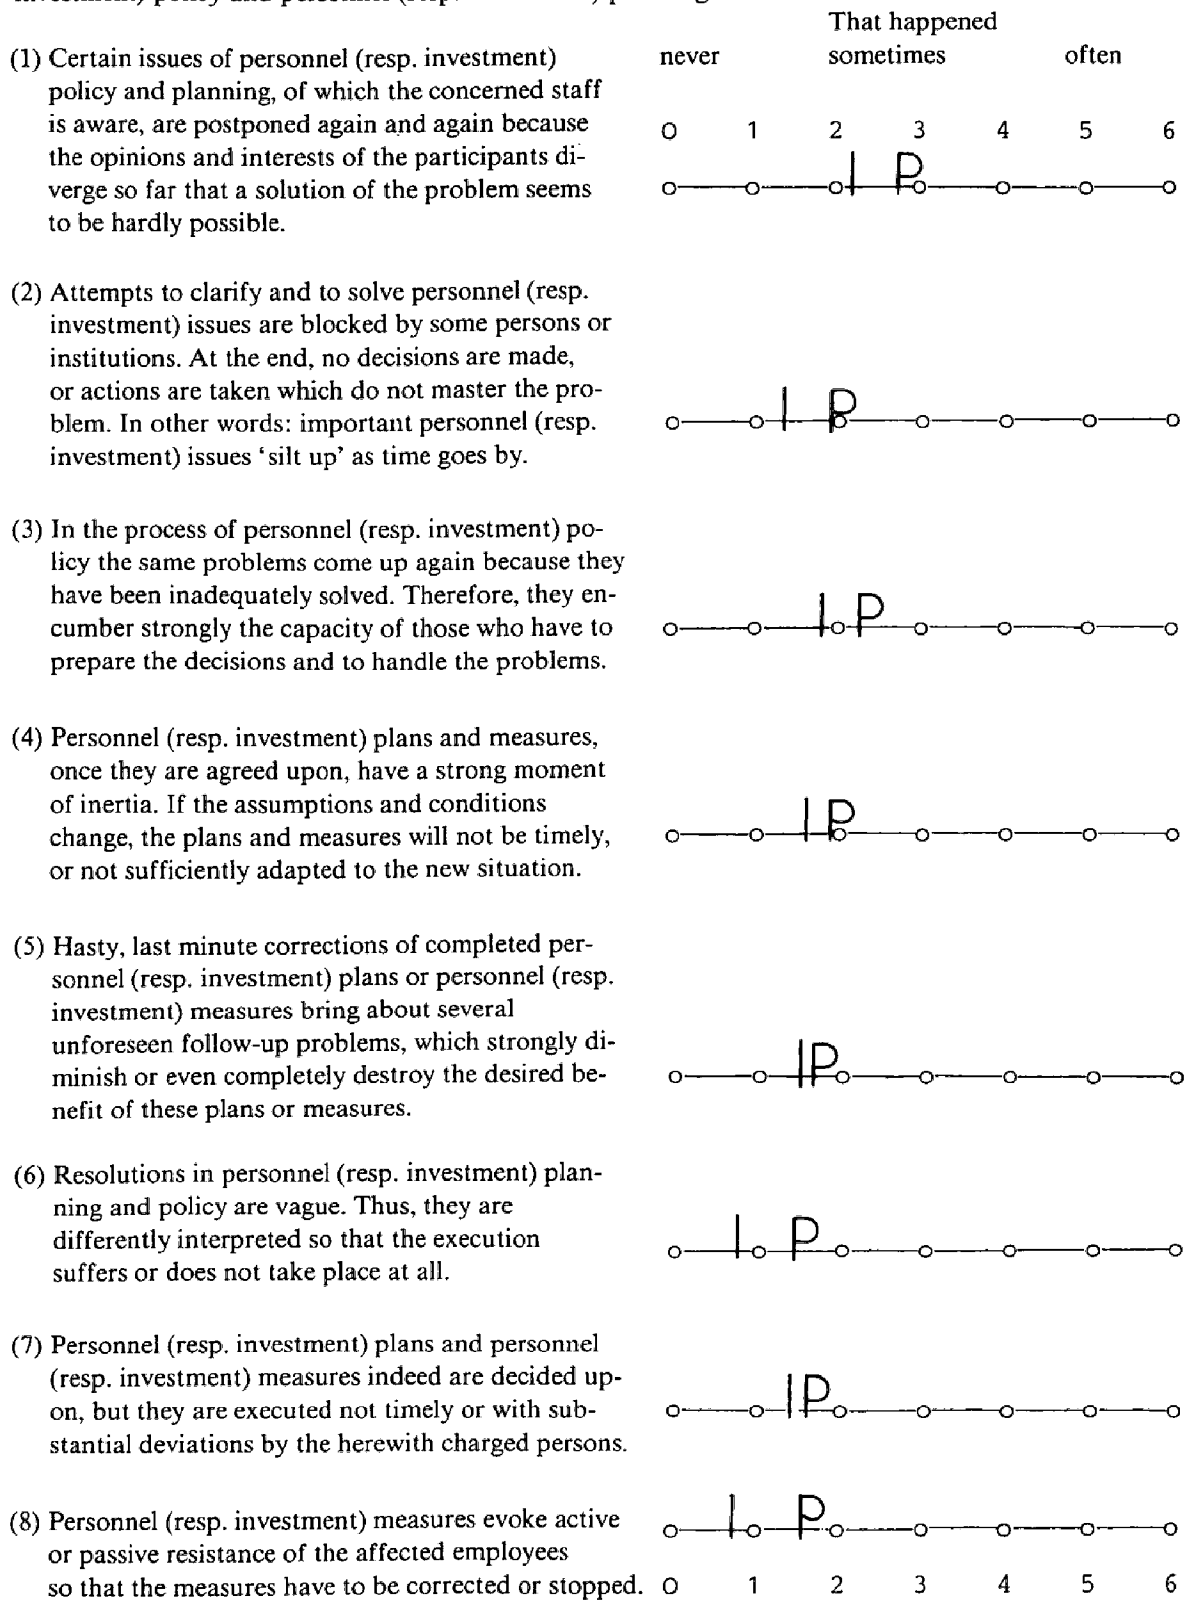 That happened
never sometimes often
(1) Certain issues of personnel (resp. investment)
policy and planning, of which the concerned staff
is aware, are postponed again and again because
0 1 2 3 4 5 6
the opinions and interests of the participants di-
verge so far that a solution of the problem seems
I P
to be hardly possible.
(2) Attempts to clarify and to solve personnel (resp.
investment) issues are blocked by some persons or
institutions. At the end, no decisions are made,
or actions are taken which do not master the pro-
I P
blem. In other words: important personnel (resp.
investment) issues ‘silt up’ as time goes by.
(3) In the process of personnel (resp. investment) po-
licy the same problems come up again because they
have been inadequately solved. Therefore, they en-
I P
cumber strongly the capacity of those who have to
prepare the decisions and to handle the problems.
(4) Personnel (resp. investment) plans and measures,
once they are agreed upon, have a strong moment
of inertia. If the assumptions and conditions
I P
change, the plans and measures will not be timely,
or not sufficiently adapted to the new situation.
(5) Hasty, last minute corrections of completed per-
sonnel (resp. investment) plans or personnel (resp.
investment) measures bring about several
unforeseen follow-up problems, which strongly di-
I P
minish or even completely destroy the desired be-
nefit of these plans or measures.
(6) Resolutions in personnel (resp. investment) plan-
ning and policy are vague. Thus, they are
differently interpreted so that the execution
I P
suffers or does not take place at all.
(7) Personnel (resp. investment) plans and personnel
(resp. investment) measures indeed are decided up-
I P
on, but they are executed not timely or with sub-
stantial deviations by the herewith charged persons.
(8) Personnel (resp. investment) measures evoke active
I P
or passive resistance of the affected employees
so that the measures have to be corrected or stopped.
0 1 2 3 4 5 6